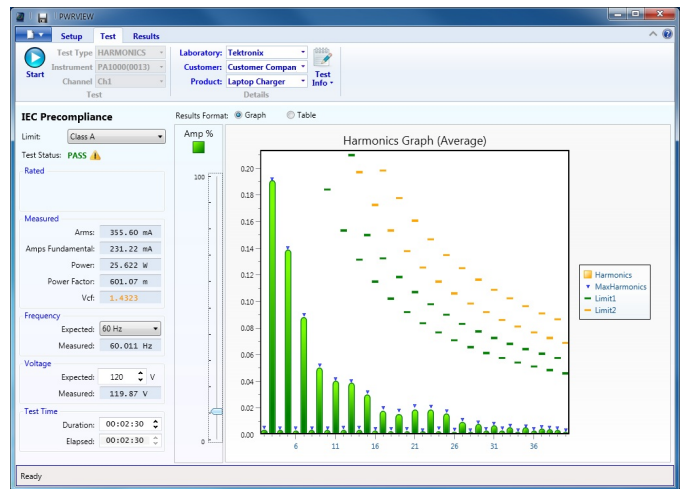 PWRVIEW
Setup Test Results
Test Type HARMONICS
Instrument PA1000(0013)
Channel Ch1
Start
Test
Laboratory: Tektronix
Customer: Customer Compan
Product: Laptop Charger
Test
Info
Details
IEC Precompliance
Limit: Class A
Test Status: PASS
Rated
Measured
Arms: 355.60 mA
Amps Fundamental: 231.22 mA
Power: 25.622 W
Power Factor: 601.07 m
Vcf: 1.4323
Frequency
Expected: 60 Hz
Measured: 60.011 Hz
Voltage
Expected: 120 V
Measured: 119.87 V
Test Time
Duration: 00:02:30
Elapsed: 00:02:30
Results Format: Graph Table
Amp %
100
0
Harmonics Graph (Average)
0.20
0.18
0.16
0.14
0.12
0.10
0.08
0.06
0.04
0.02
0.00
6 11 16 21 26 31 36
Harmonics
MaxHarmonics
Limit1
Limit2
Ready